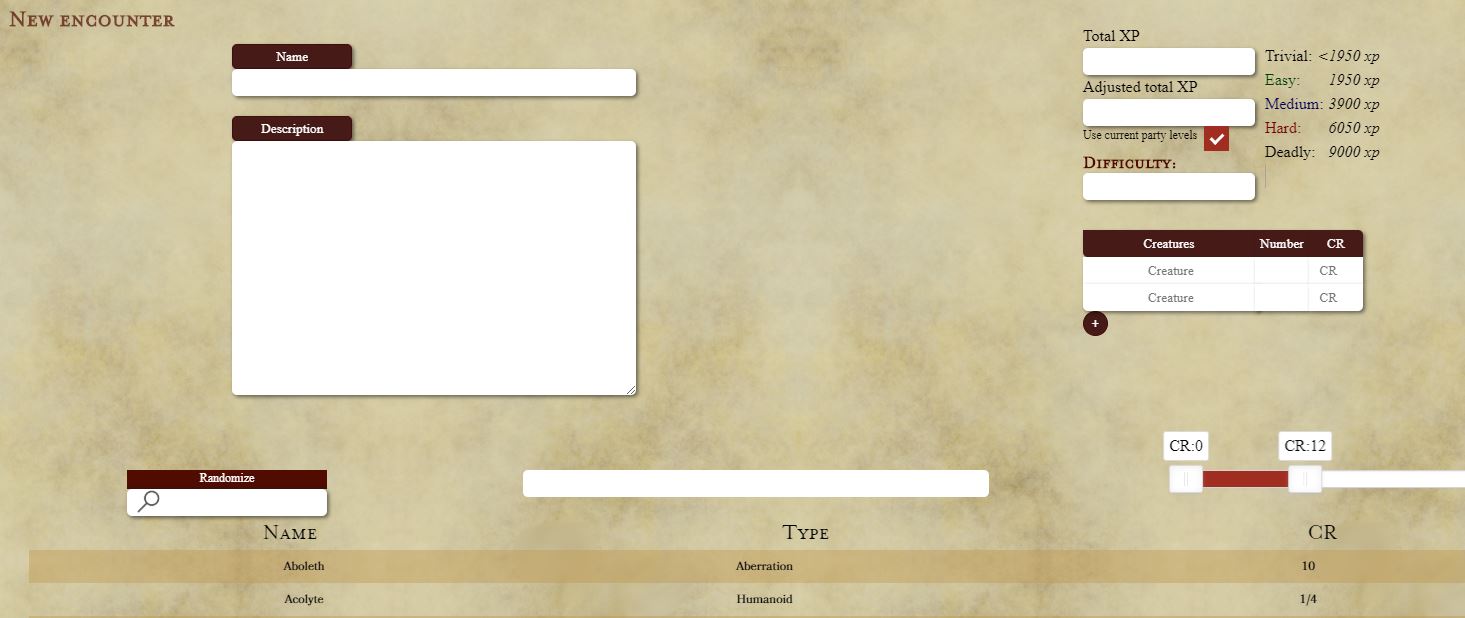 New encounter
Name
Description
Total XP
Adjusted total XP
Use current party levels
Difficulty:
Trivial: <1950 xp
Easy: 1950 xp
Medium: 3900 xp
Hard: 6050 xp
Deadly: 9000 xp
Creatures Number CR
Creature CR
Creature CR
+
CR:0 CR:12
Randomize
Name Type CR
Aboleth Aberration 10
Acolyte Humanoid 1/4